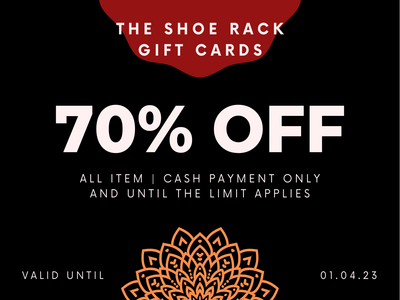 THE SHOE RACK
GIFT CARDS
70% OFF
ALL ITEM | CASH PAYMENT ONLY
AND UNTIL THE LIMIT APPLIES
VALID UNTIL
01.04.23